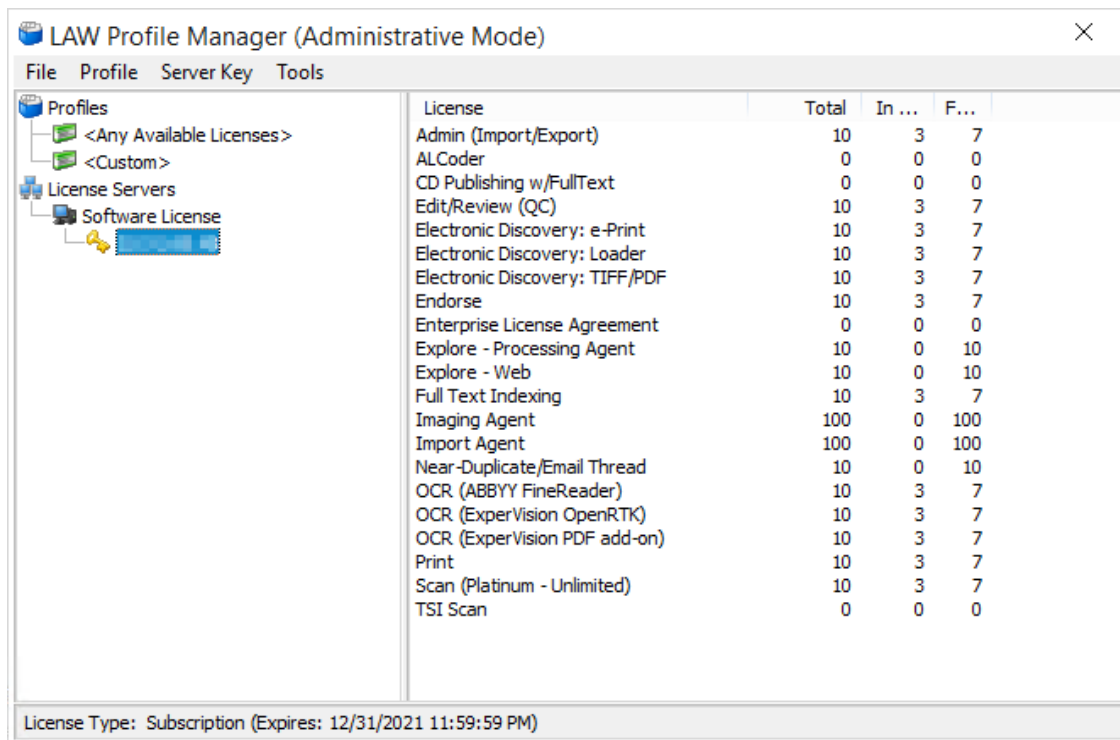 LAW Profile Manager (Administrative Mode)
File Profile Server Key Tools
Profiles
<Any Available Licenses>
<Custom>
License Servers
Software License
License Total In ... F...
Admin (Import/Export) 10 3 7
ALCoder 0 0 0
CD Publishing w/FullText 0 0 0
Edit/Review (QC) 10 3 7
Electronic Discovery: e-Print 10 3 7
Electronic Discovery: Loader 10 3 7
Electronic Discovery: TIFF/PDF 10 3 7
Endorse 10 3 7
Enterprise License Agreement 0 0 0
Explore - Processing Agent 10 0 10
Explore - Web 10 0 10
Full Text Indexing 10 3 7
Imaging Agent 100 0 100
Import Agent 100 0 100
Near-Duplicate/Email Thread 10 0 10
OCR (ABBYY FineReader) 10 3 7
OCR (ExperVision OpenRTK) 10 3 7
OCR (ExperVision PDF add-on) 10 3 7
Print 10 3 7
Scan (Platinum - Unlimited) 10 3 7
TSI Scan 0 0 0
License Type: Subscription (Expires: 12/31/2021 11:59:59 PM)